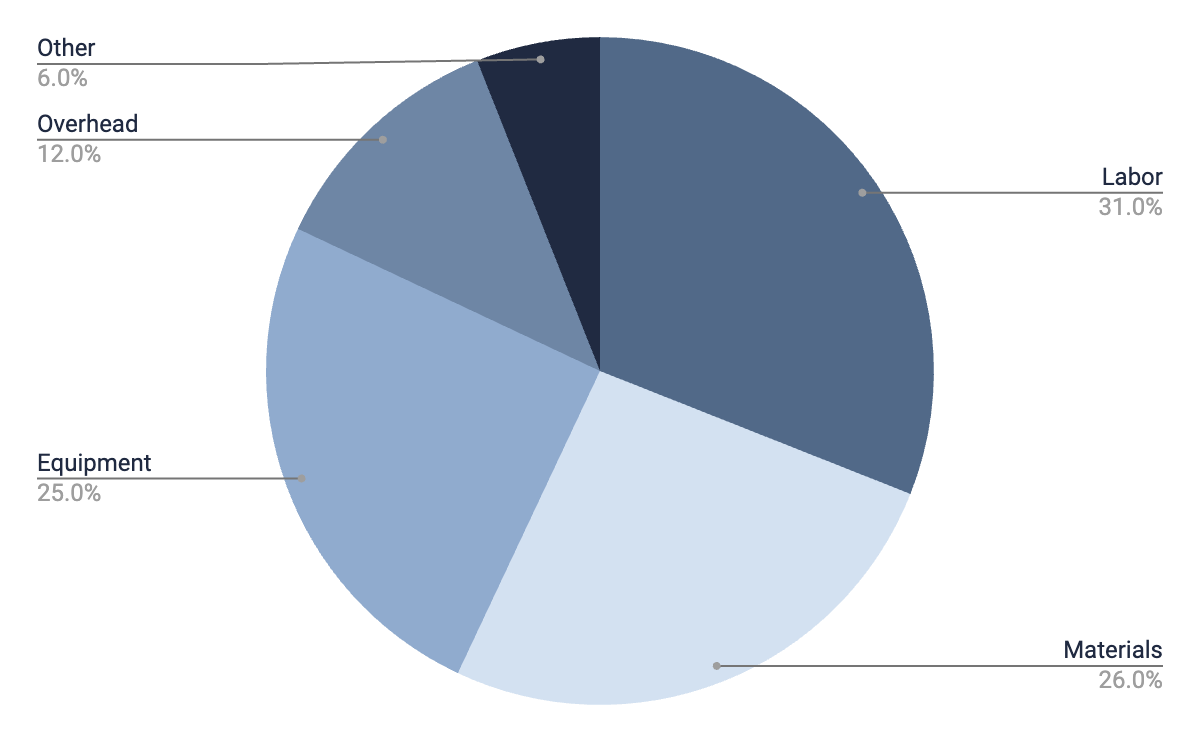 Other
6.0%
Overhead
12.0%
Labor
31.0%
Equipment
25.0%
Materials
26.0%